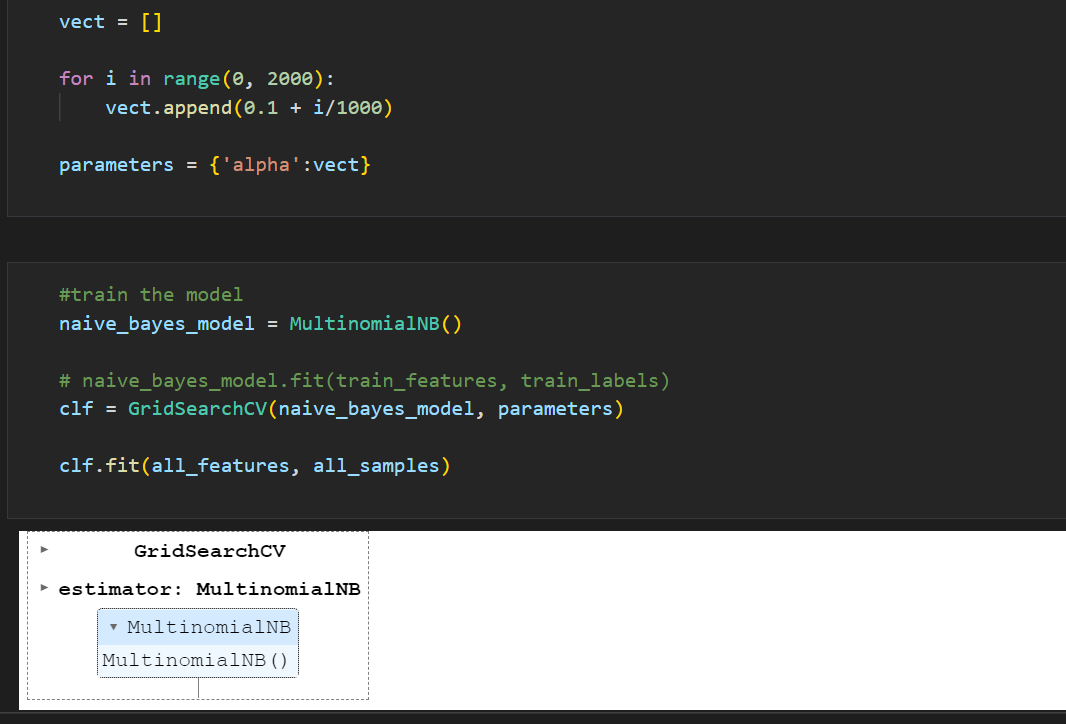 vect = []
for i in range(0, 2000):
vect.append(0.1 + i/1000)
parameters = {'alpha':vect}
#train the model
naive_bayes_model = MultinomialNB()
# naive_bayes_model.fit(train_features, train_labels)
clf = GridSearchCV(naive_bayes_model, parameters)
clf.fit(all_features, all_samples)
GridSearchCV
estimator: MultinomialNB
MultinomialNB
MultinomialNB()